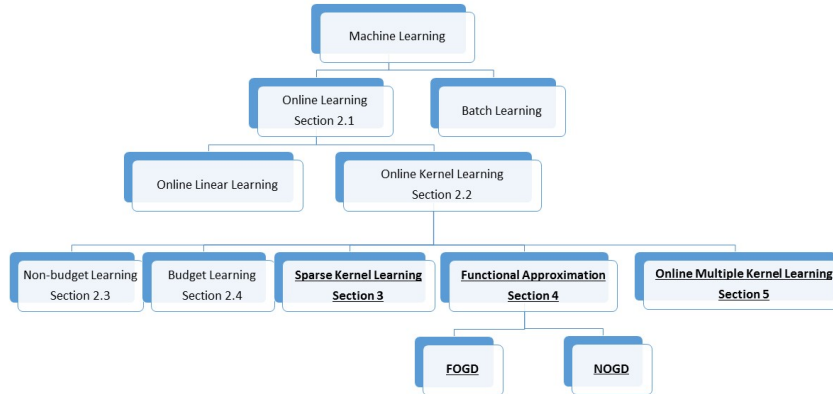 Machine Learning
Online Learning
Section 2.1
Batch Learning
Online Linear Learning
Online Kernel Learning
Section 2.2
Non-budget Learning
Section 2.3
Budget Learning
Section 2.4
Sparse Kernel Learning
Section 3
Functional Approximation
Section 4
Online Multiple Kernel Learning
Section 5
FOGD
NOGD